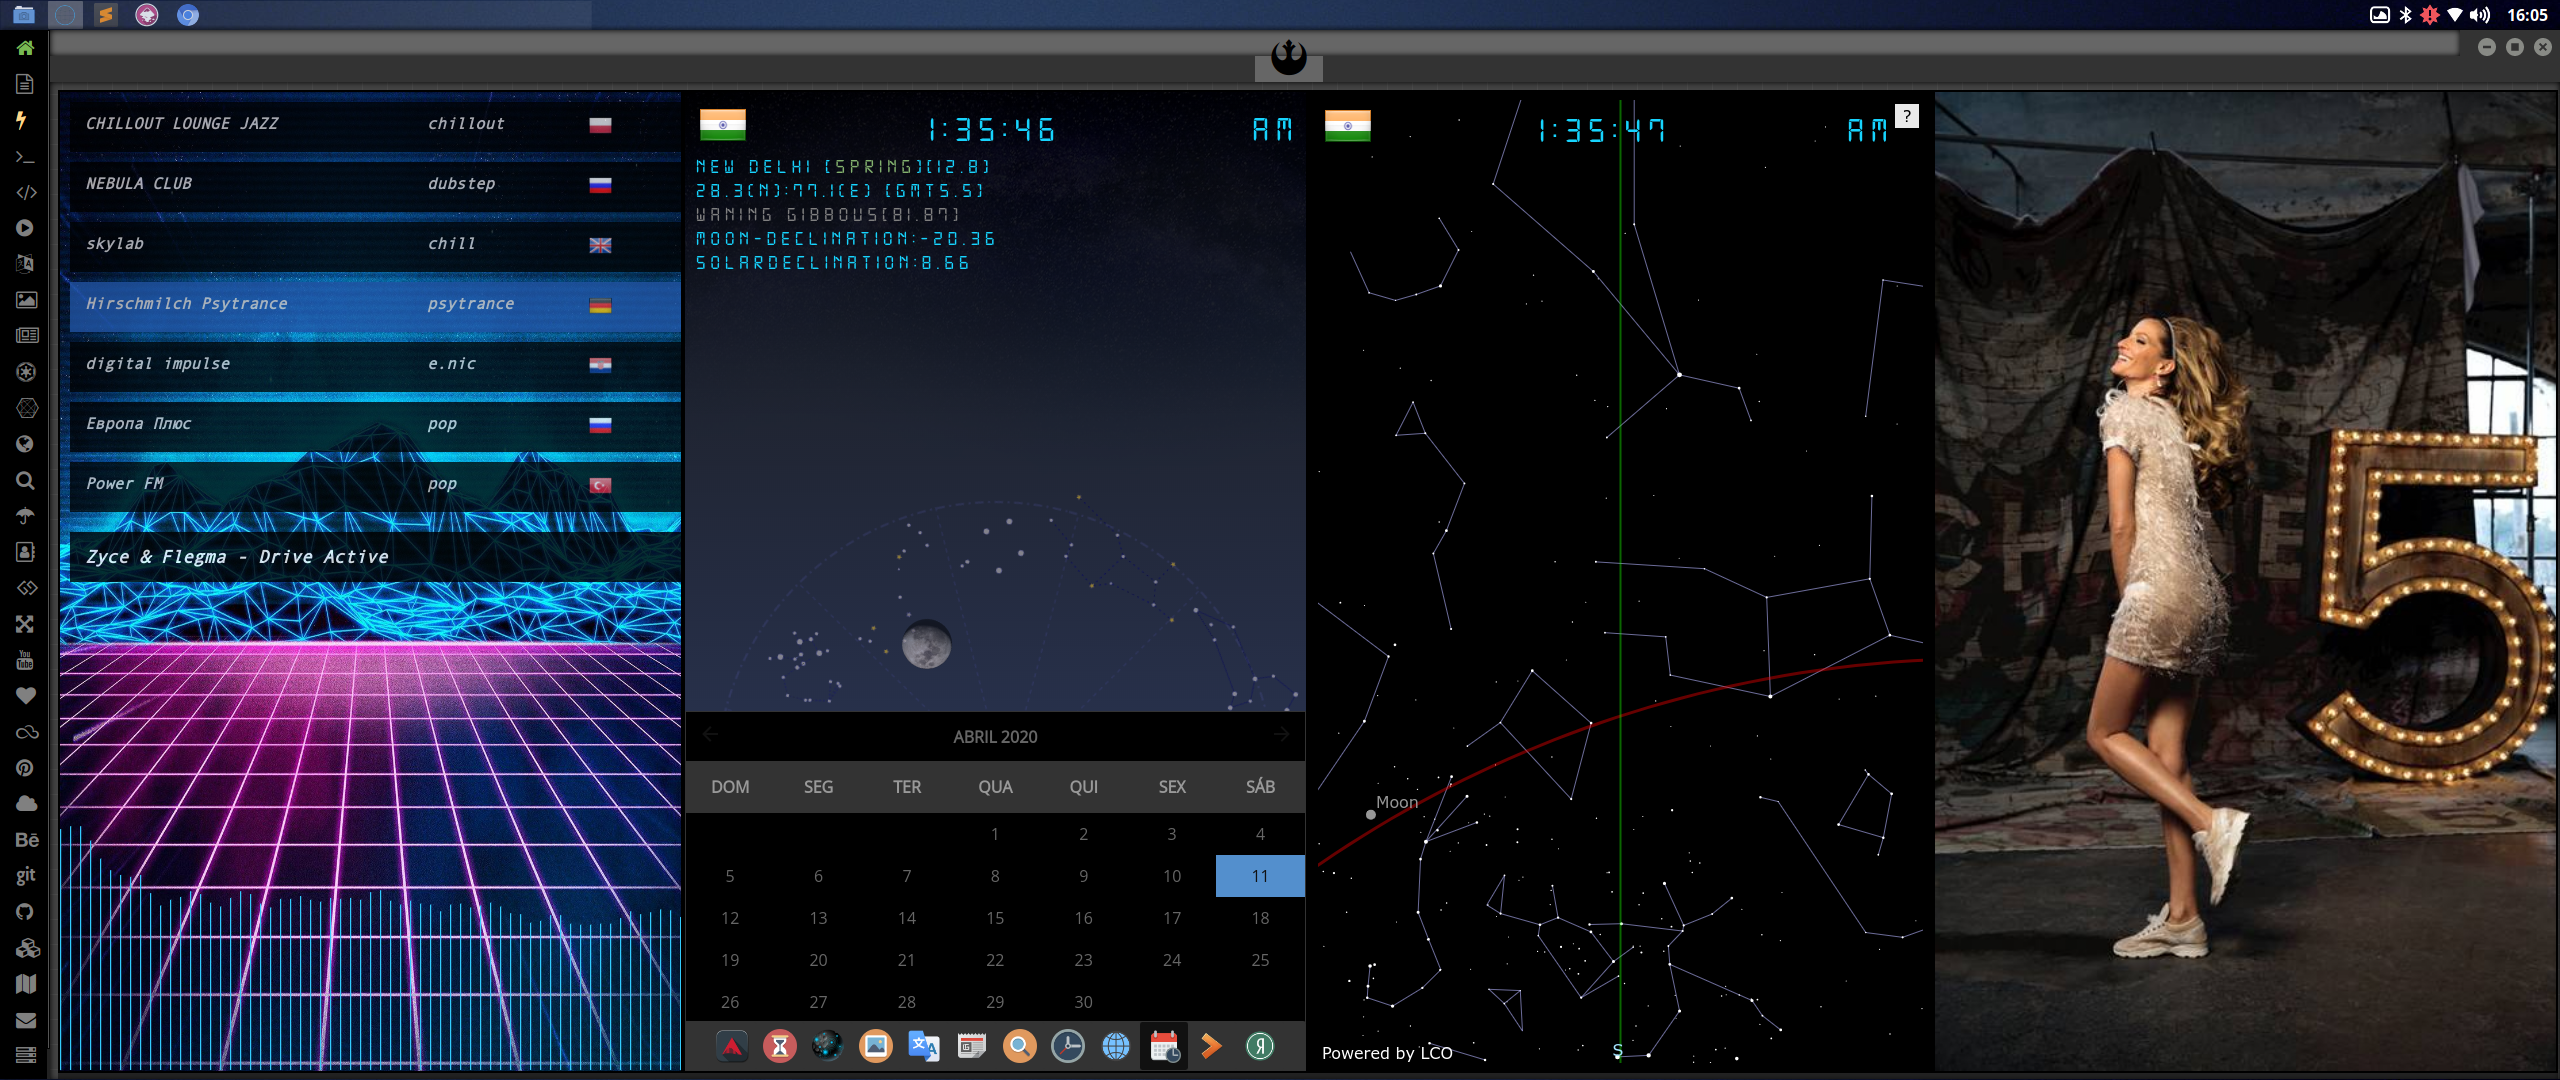 16:05
CHILLOUT LOUNGE JAZZ chillout
NEBULA CLUB dubstep
skylab chill
Hirschmilch Psytrance psytrance
digital impulse e.nic
Европа Плюс pop
Power FM pop
Zyce & Flegma - Drive Active
You
Tube
Bē
git
1:35:46 AM
NEW DELHI [SPRING][12.8]
28.3(N):77.1(E) [GMT5.5]
WANING GIBBOUS[81.87]
MOON-DECLINATION:-20.36
SOLARDECLINATION:8.66
ABRIL 2020
DOM SEG TER QUA QUI SEX SÁB
1 2 3 4
5 6 7 8 9 10 11
12 13 14 15 16 17 18
19 20 21 22 23 24 25
26 27 28 29 30
Я
1:35:47 AM ?
Moon
S
Powered by LCO
5